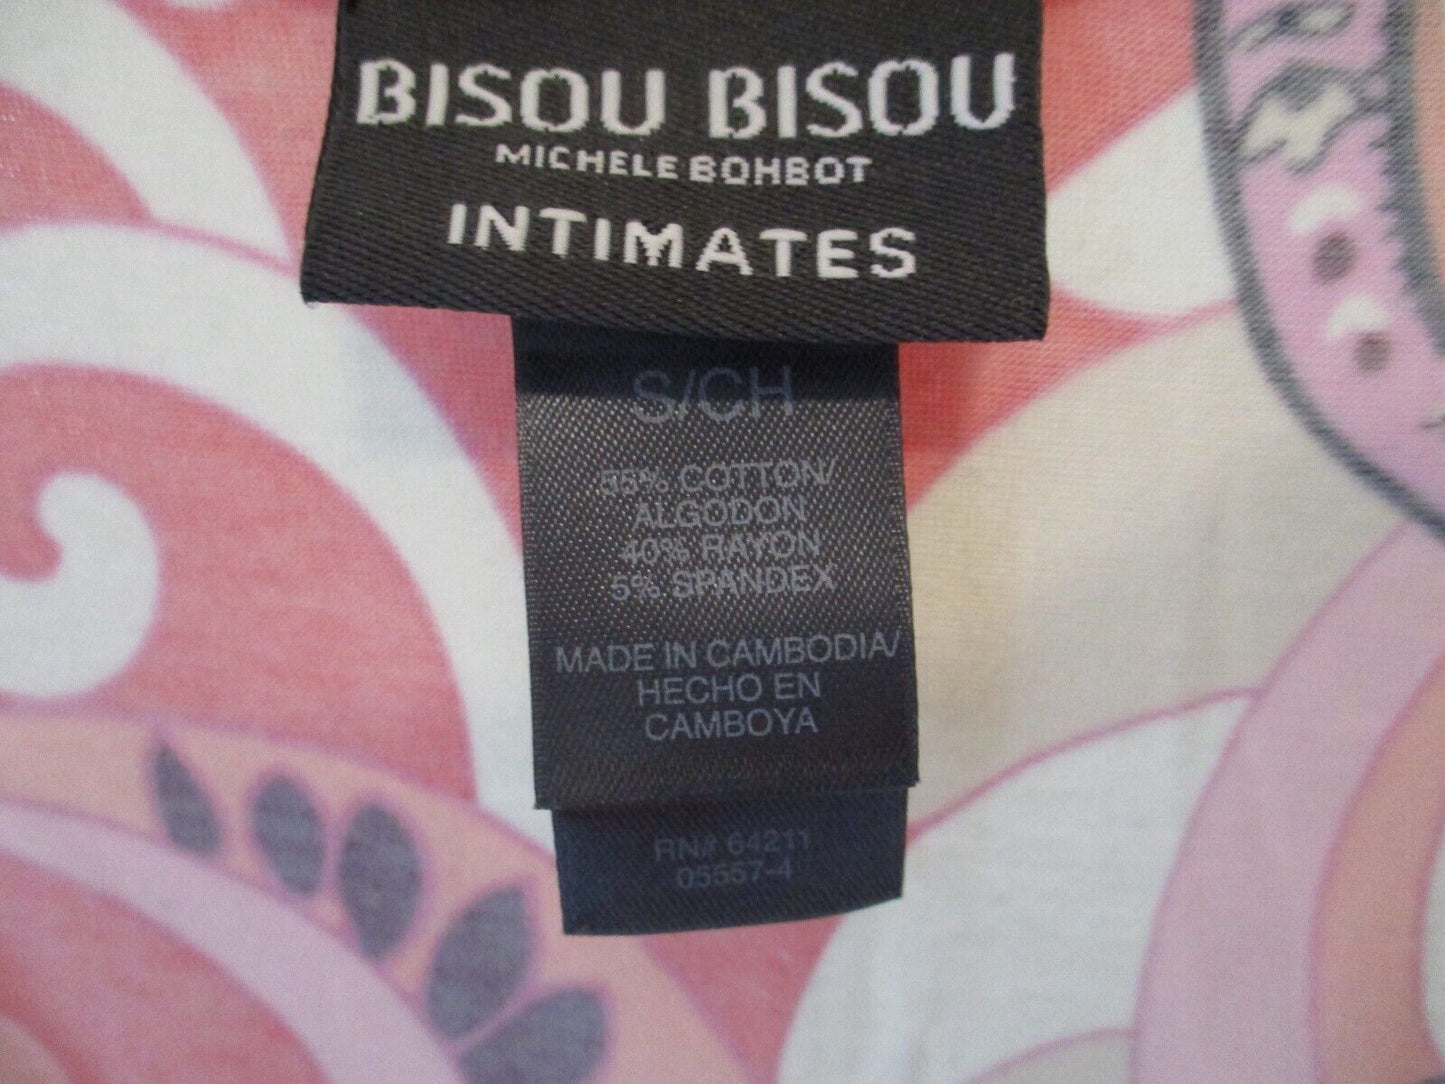 BISOU BISOU
MICHELE BOHBOT
INTIMATES
S/CH
55% COTTON/
ALGODON
40% RAYON
5% SPANDEX
MADE IN CAMBODIA/
HECHO EN
CAMBOYA
RN# 64211
05557-4